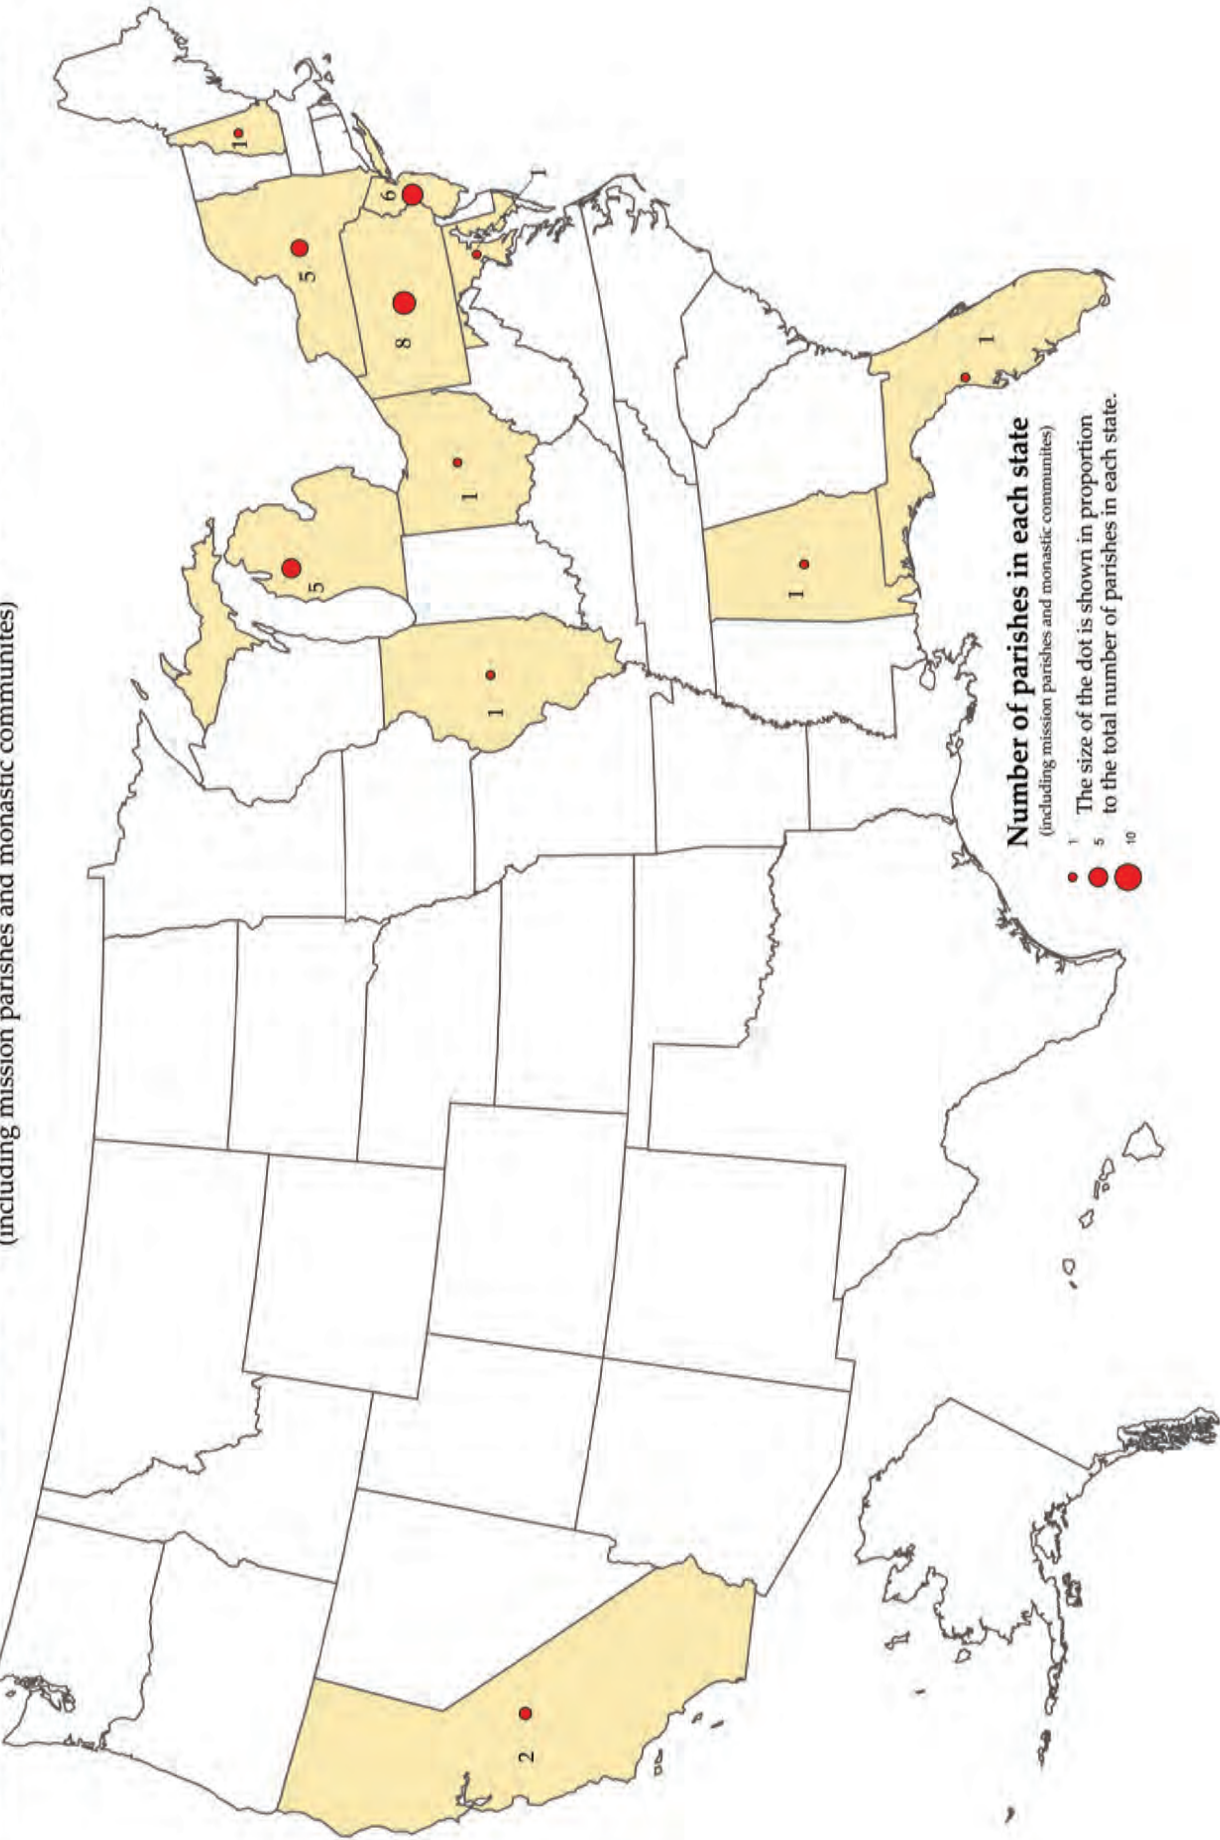 (including mission parishes and monastic communites)
1
5
5
6
8
1
1
2
1
1
1
Number of parishes in each state
(including mission parishes and monastic communites)
1
The size of the dot is shown in proportion
5
to the total number of parishes in each state.
10